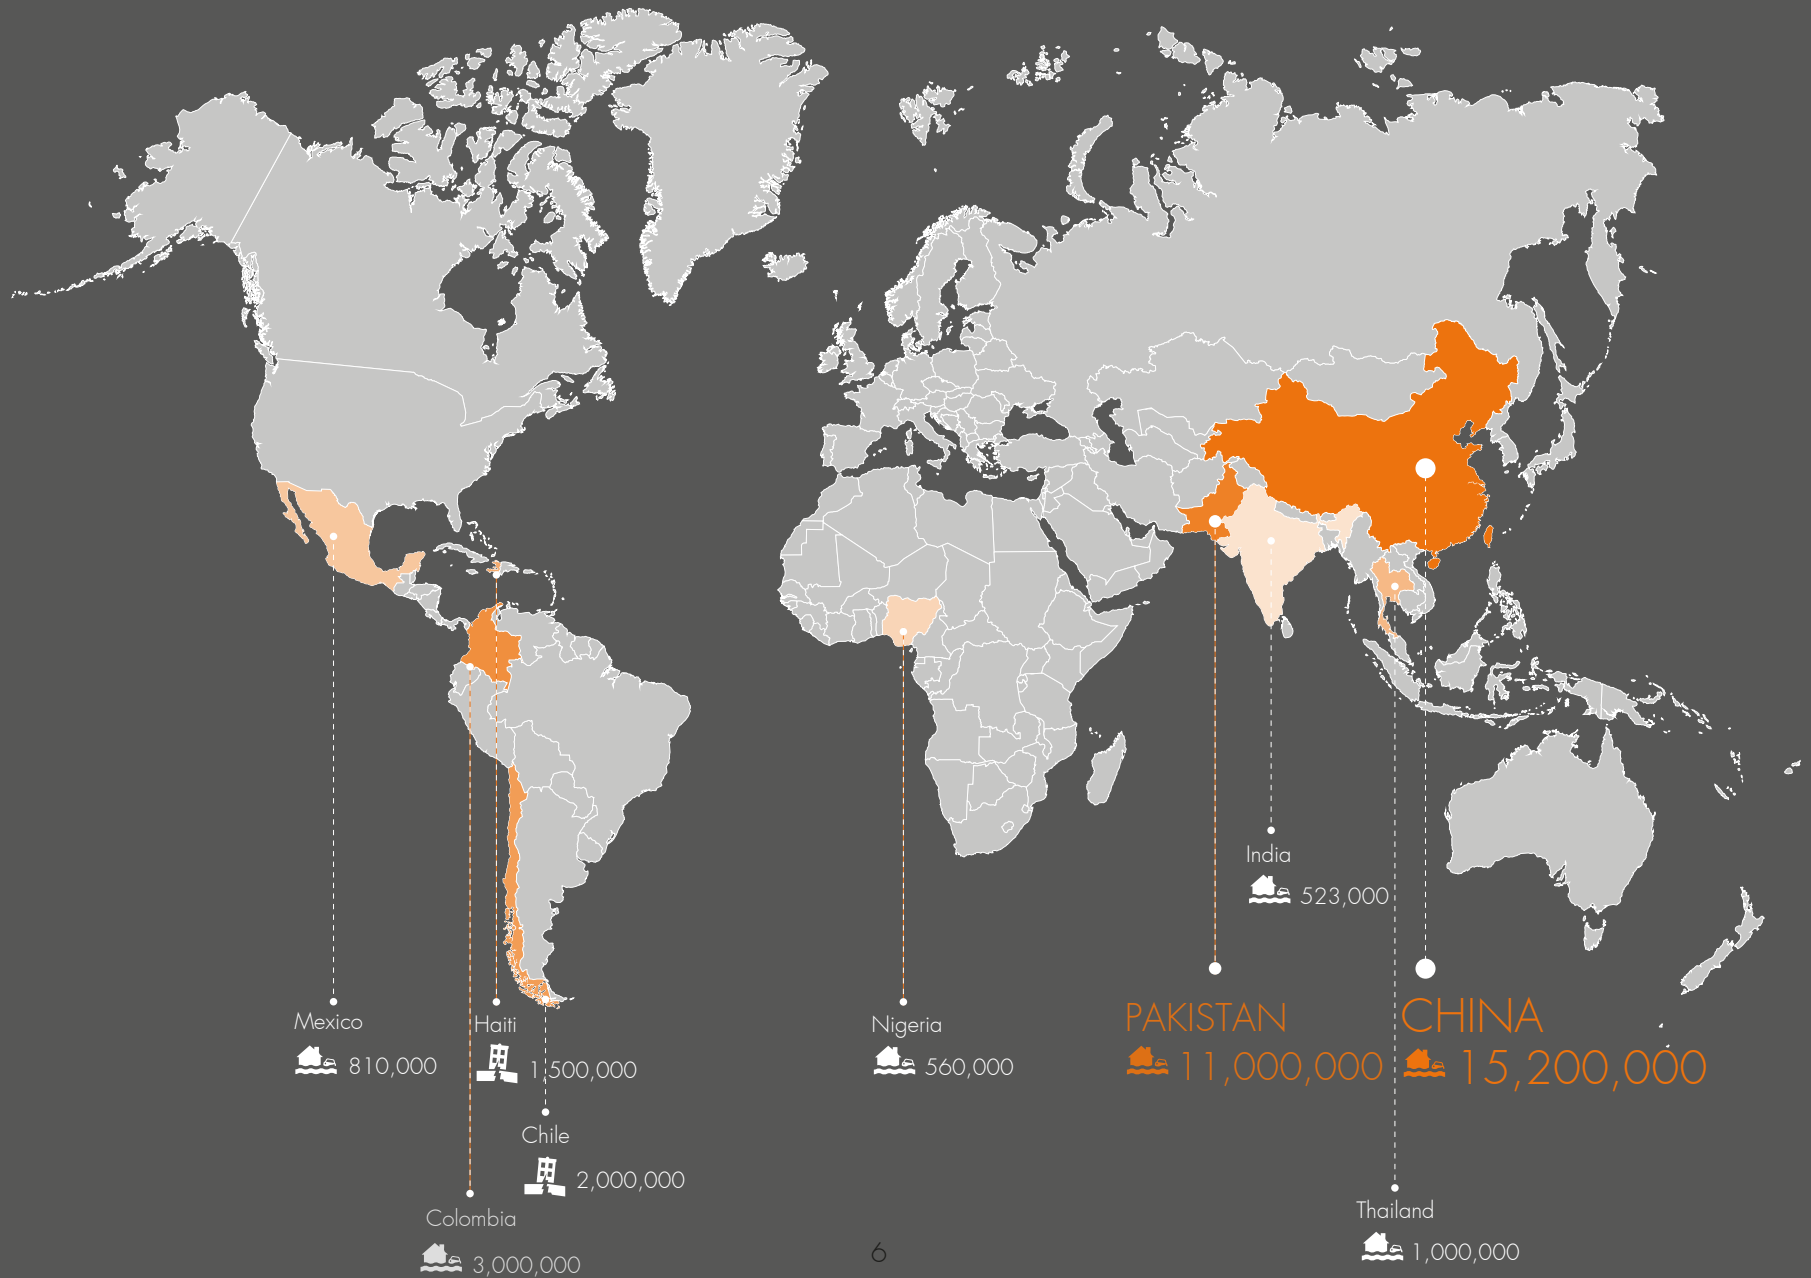 India
523,000
Mexico
810,000
Haiti
1,500,000
Nigeria
560,000
PAKISTAN
11,000,000
CHINA
15,200,000
Chile
2,000,000
Colombia
3,000,000
Thailand
1,000,000
6